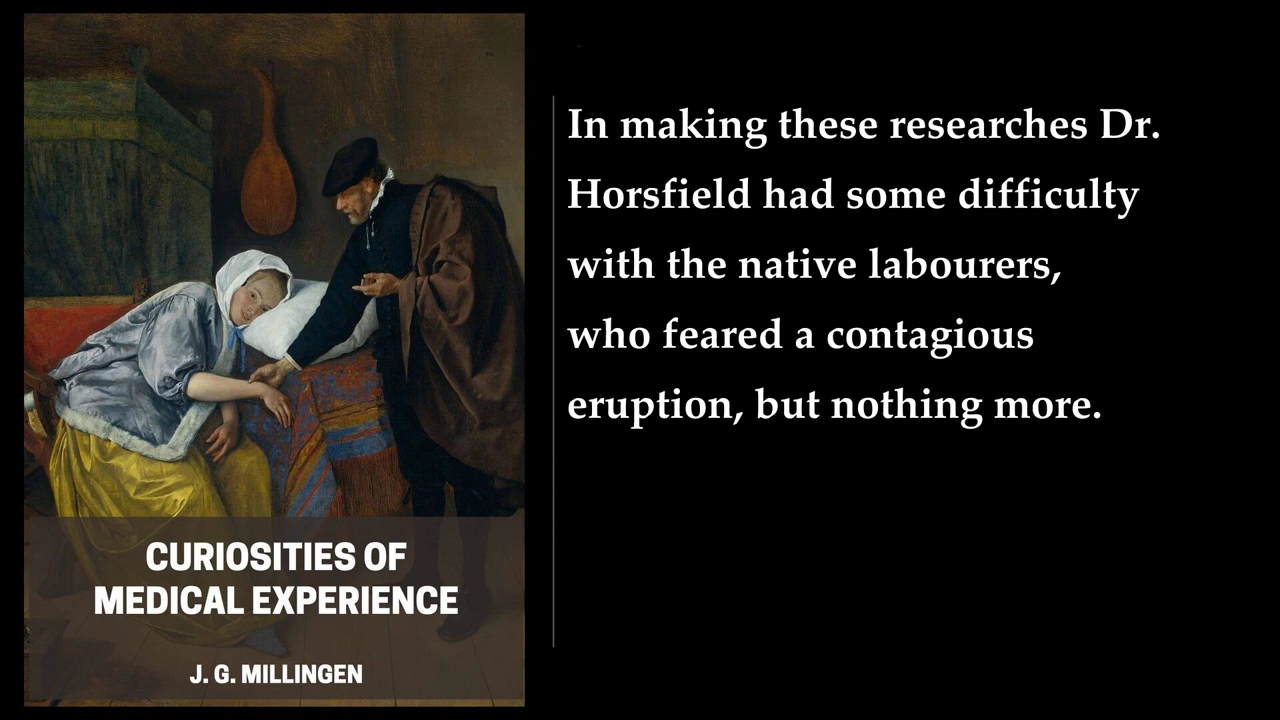 In making these researches Dr.
Horsfield had some difficulty
with the native labourers,
who feared a contagious
eruption, but nothing more.
CURIOSITIES OF
MEDICAL EXPERIENCE
J. G. MILLINGEN